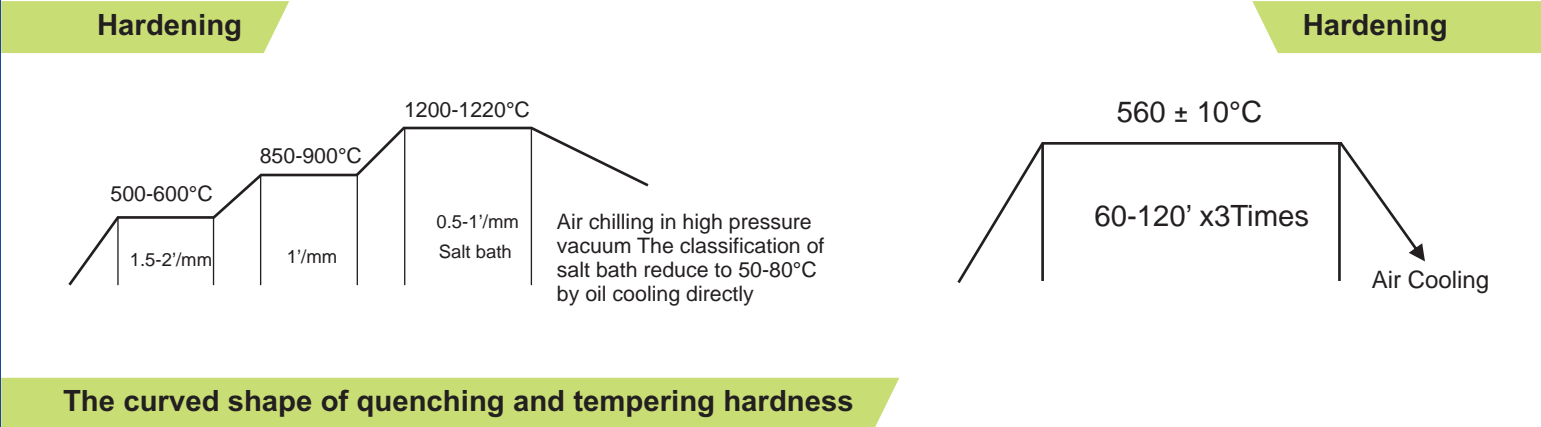 Hardening
Hardening
1200-1220°C
850-900°C
500-600°C
1.5-2'/mm
1'/mm
0.5-1'/mm
Salt bath
Air chilling in high pressure
vacuum The classification of
salt bath reduce to 50-80°C
by oil cooling directly
560 ± 10°C
60-120' x3Times
Air Cooling
The curved shape of quenching and tempering hardness